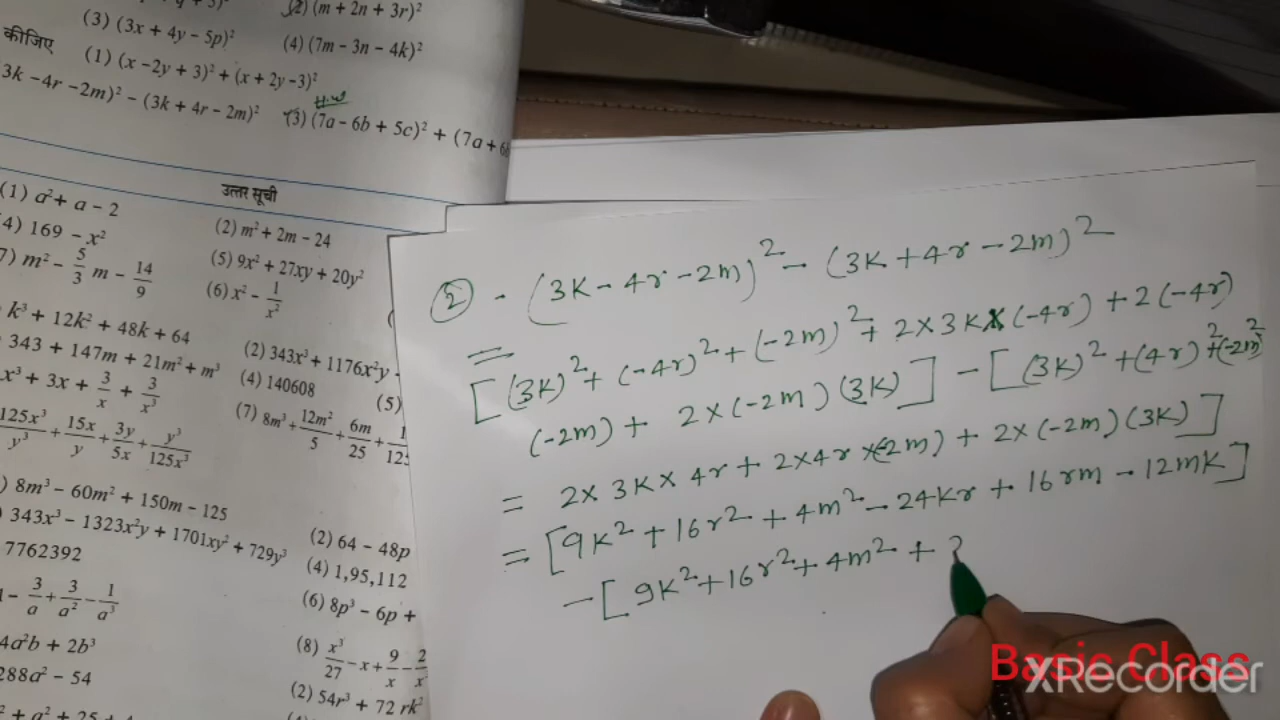 (2) (m + 2n + 3r)²
(3) (3x + 4y − 5p)² (4) (7m − 3n − 4k)²
कीजिए (1) (x − 2y + 3)² + (x + 2y − 3)²
3k − 4r − 2m)² − (3k + 4r − 2m)² (3) (7a − 6b + 5c)² + (7a + 6b
H.W
उत्तर सूची
(1) a² + a − 2 (2) m² + 2m − 24
4) 169 − x² (5) 9x² + 27xy + 20y²
7) m² − 5/3 m − 14/9 (6) x² − 1/x²
k³ + 12k² + 48k + 64 (2) 343x³ + 1176x²y
343 + 147m + 21m² + m³ (4) 140608 (5)
x³ + 3x + 3/x + 3/x³ (7) 8m³ + 12m²/5 + 6m/25 + 1/125
125x³/y³ + 15x/y + 3y/5x + y³/125x³
) 8m³ − 60m² + 150m − 125 (2) 64 − 48p
343x³ − 1323x²y + 1701xy² + 729y³ (4) 1,95,112
7762392 (6) 8p³ − 6p +
− 3/a + 3/a² − 1/a³ (8) x³/27 − x + 9/x − 2
4a²b + 2b³ (2) 54r³ + 72 rk²
288a² − 54
² + a² + 25 +
② - (3K − 4r − 2m)² − (3K + 4r − 2m)²
= [(3K)² + (−4r)² + (−2m)² + 2×3K×(−4r) + 2(−4r)
(−2m) + 2×(−2m)(3K)] − [(3K)² + (4r)² + (−2m)²
= 2×3K×4r + 2×4r×(−2m) + 2×(−2m)(3K)]
= [9K² + 16r² + 4m² − 24Kr + 16rm − 12mK]
− [9K² + 16r² + 4m² + 2
Basic Class
XRecorder